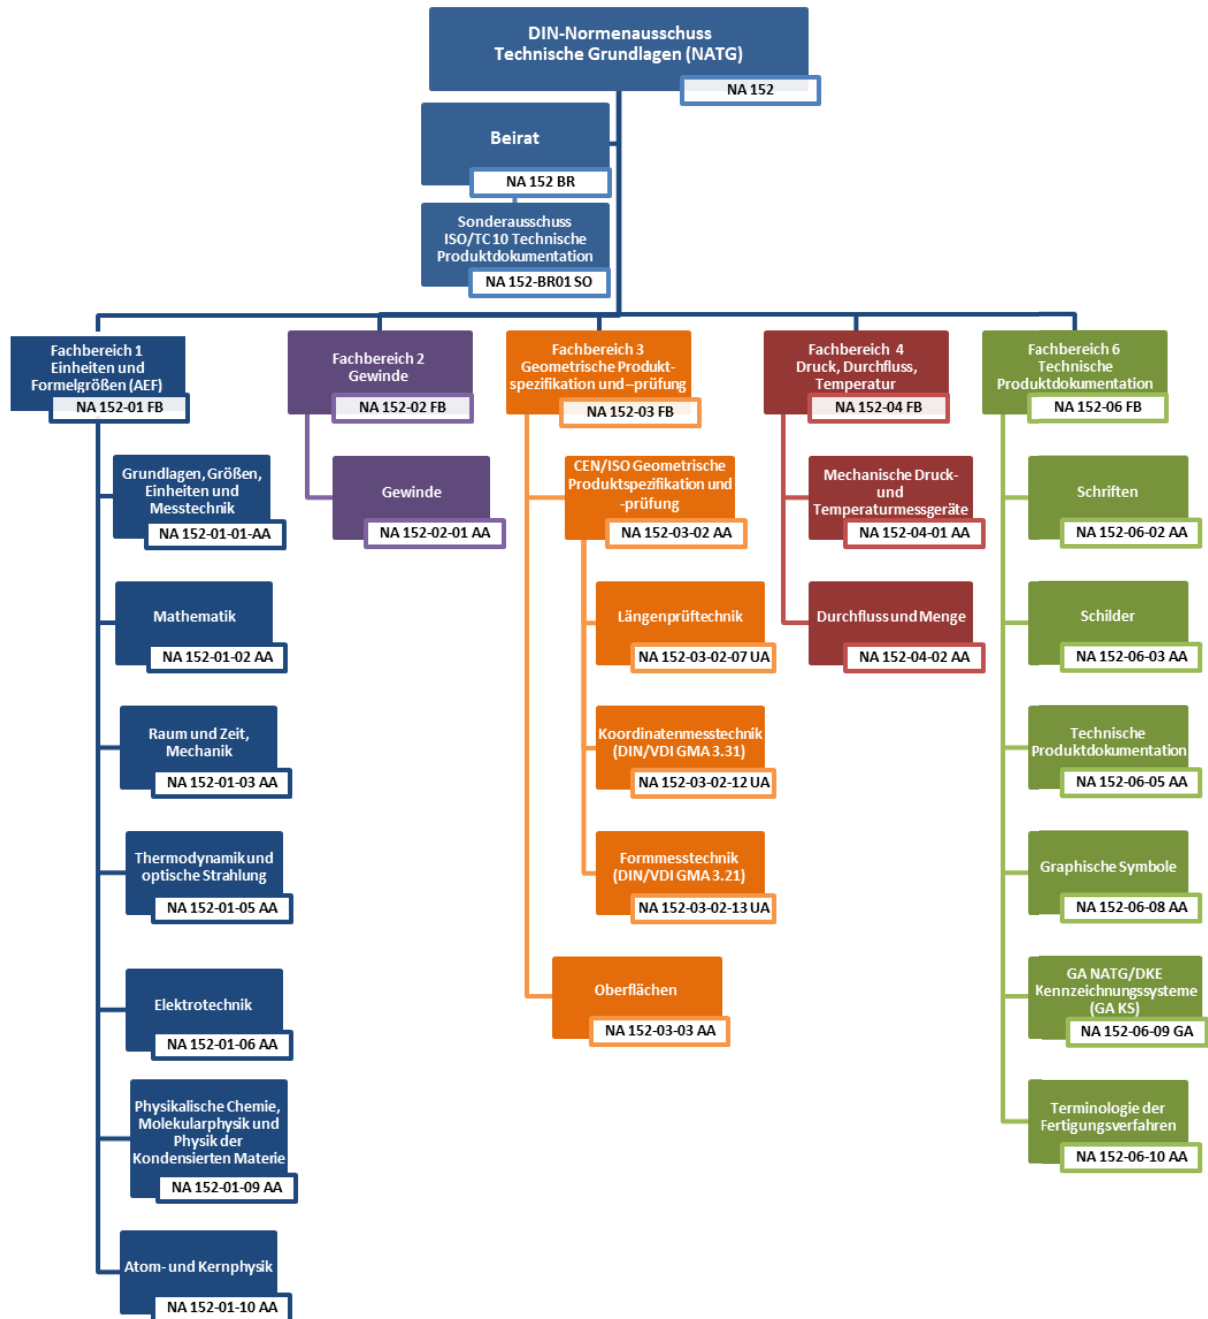 DIN-Normenausschuss
Technische Grundlagen (NATG)
NA 152
Beirat
NA 152 BR
Sonderausschuss
ISO/TC 10 Technische
Produktdokumentation
NA 152-BR01 SO
Fachbereich 1
Einheiten und
Formelgrößen (AEF)
NA 152-01 FB
Grundlagen, Größen,
Einheiten und
Messtechnik
NA 152-01-01-AA
Mathematik
NA 152-01-02 AA
Raum und Zeit,
Mechanik
NA 152-01-03 AA
Thermodynamik und
optische Strahlung
NA 152-01-05 AA
Elektrotechnik
NA 152-01-06 AA
Physikalische Chemie,
Molekularphysik und
Physik der
Kondensierten Materie
NA 152-01-09 AA
Atom- und Kernphysik
NA 152-01-10 AA
Fachbereich 2
Gewinde
NA 152-02 FB
Gewinde
NA 152-02-01 AA
Fachbereich 3
Geometrische Produkt-
spezifikation und –prüfung
NA 152-03 FB
CEN/ISO Geometrische
Produktspezifikation und
-prüfung
NA 152-03-02 AA
Längenprüftechnik
NA 152-03-02-07 UA
Koordinatenmesstechnik
(DIN/VDI GMA 3.31)
NA 152-03-02-12 UA
Formmesstechnik
(DIN/VDI GMA 3.21)
NA 152-03-02-13 UA
Oberflächen
NA 152-03-03 AA
Fachbereich 4
Druck, Durchfluss,
Temperatur
NA 152-04 FB
Mechanische Druck-
und
Temperaturmessgeräte
NA 152-04-01 AA
Durchfluss und Menge
NA 152-04-02 AA
Fachbereich 6
Technische
Produktdokumentation
NA 152-06 FB
Schriften
NA 152-06-02 AA
Schilder
NA 152-06-03 AA
Technische
Produktdokumentation
NA 152-06-05 AA
Graphische Symbole
NA 152-06-08 AA
GA NATG/DKE
Kennzeichnungssysteme
(GA KS)
NA 152-06-09 GA
Terminologie der
Fertigungsverfahren
NA 152-06-10 AA